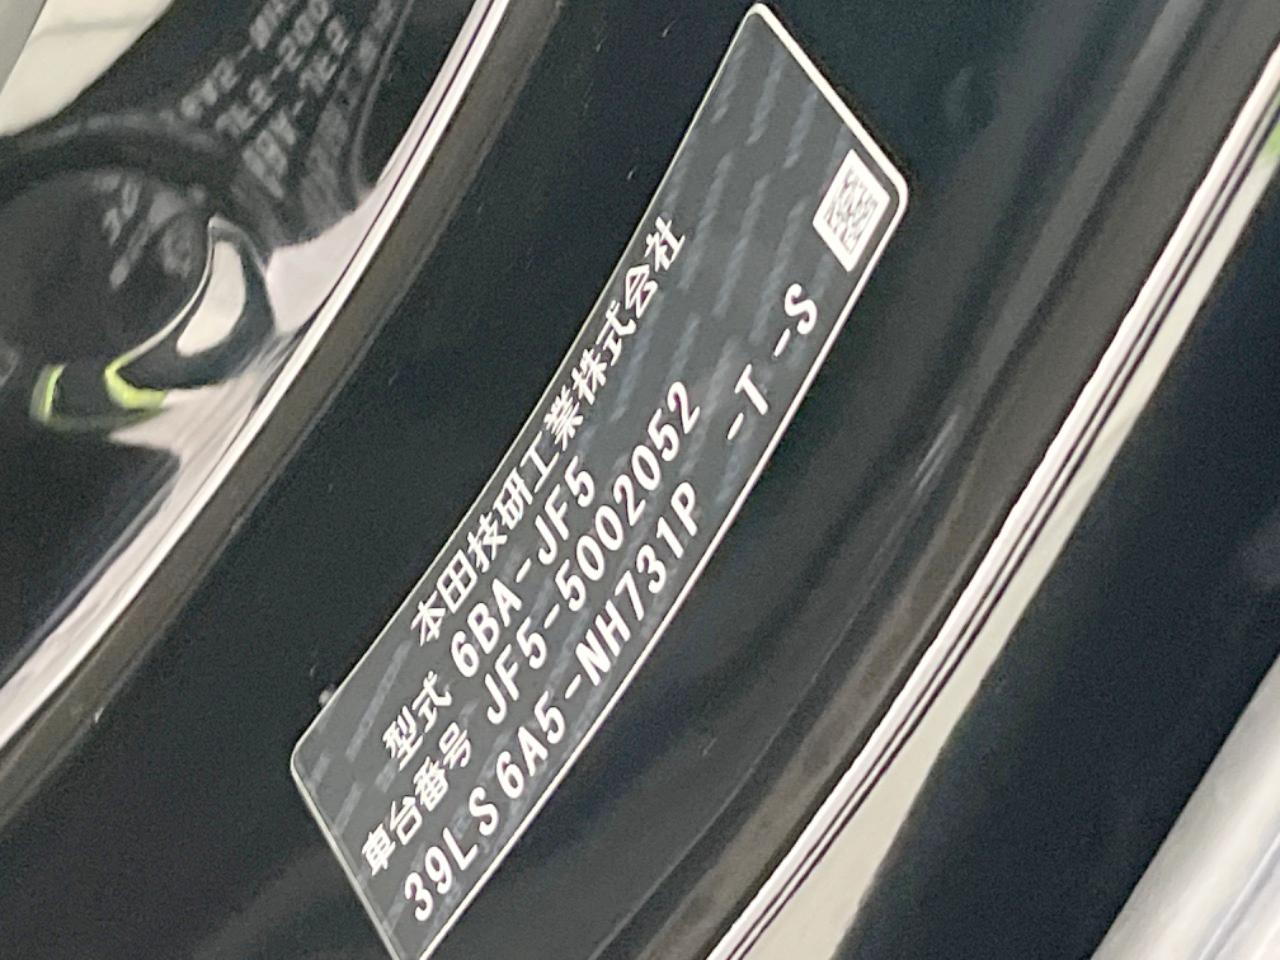 本田技研工業株式会社
型式 6BA-JF5
車台番号 JF5-5002052
39LS 6A5-NH731P -T -S